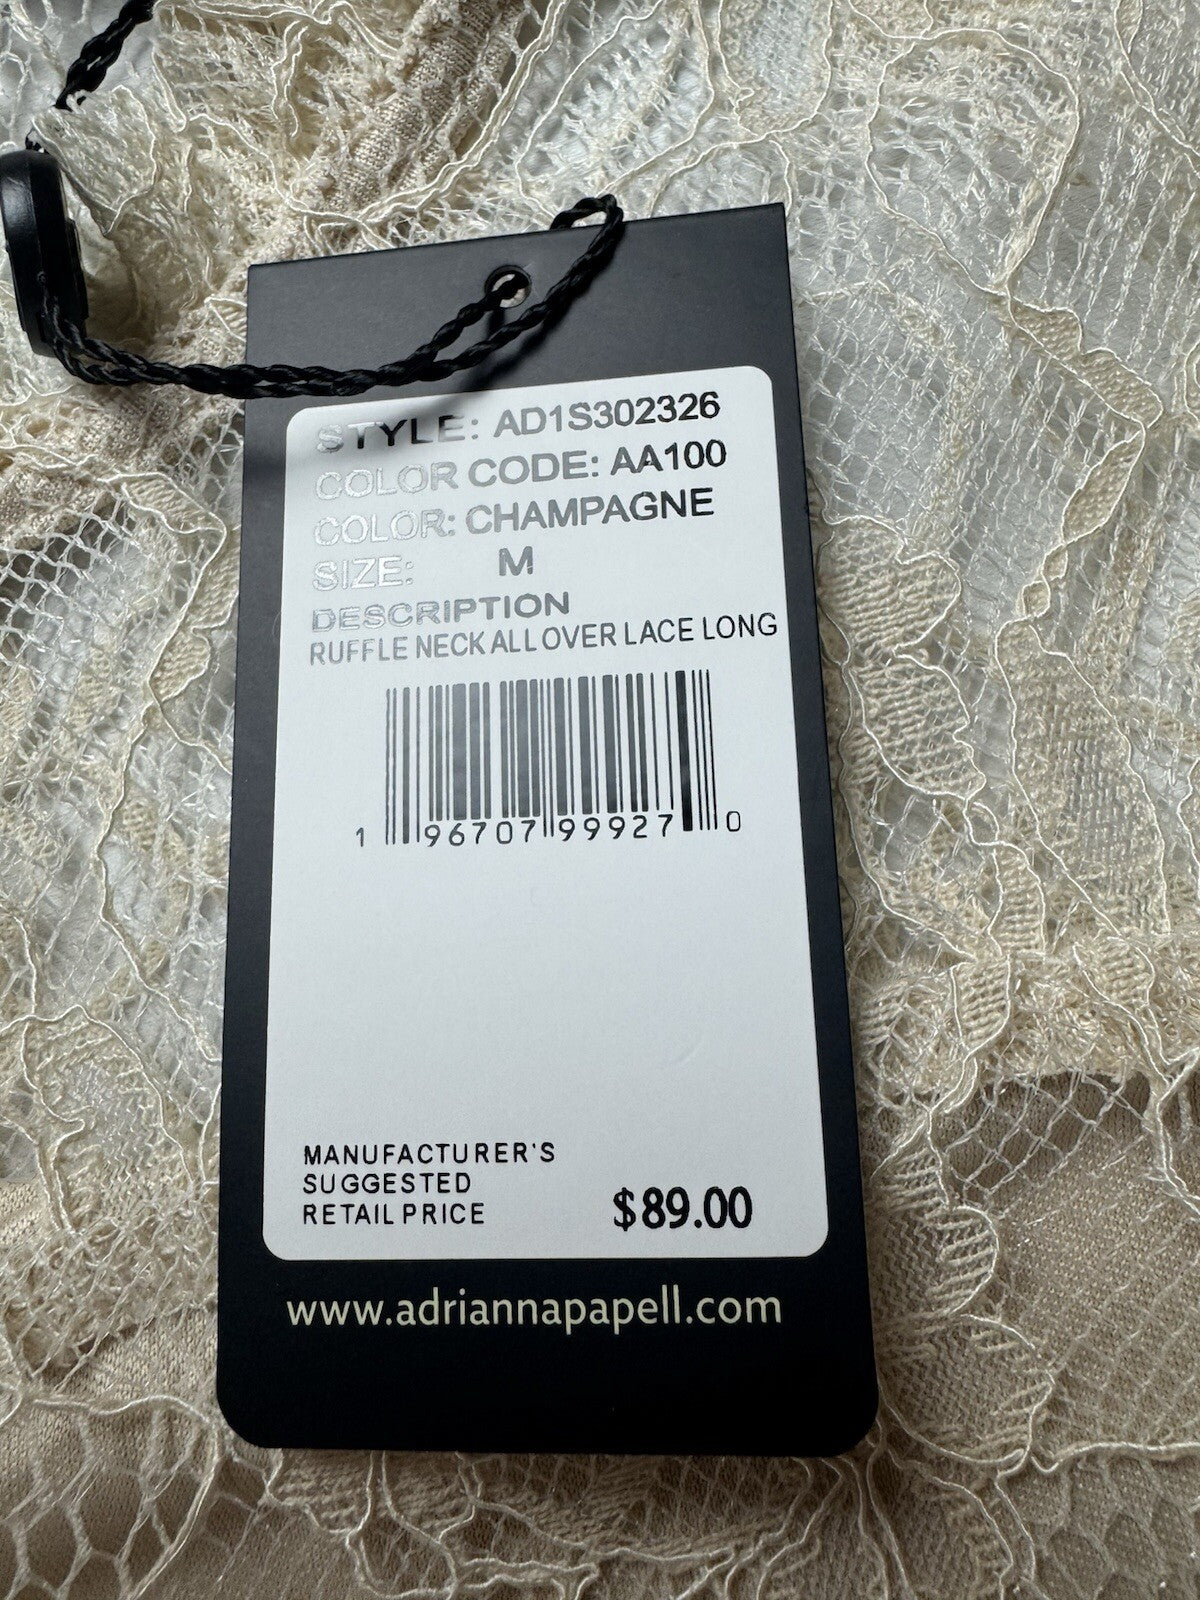 STYLE: AD1S302326
COLOR CODE: AA100
COLOR: CHAMPAGNE
SIZE: M
DESCRIPTION
RUFFLE NECK ALL OVER LACE LONG
1 96707 99927 0
MANUFACTURER'S
SUGGESTED
RETAIL PRICE $89.00
www.adriannapapell.com